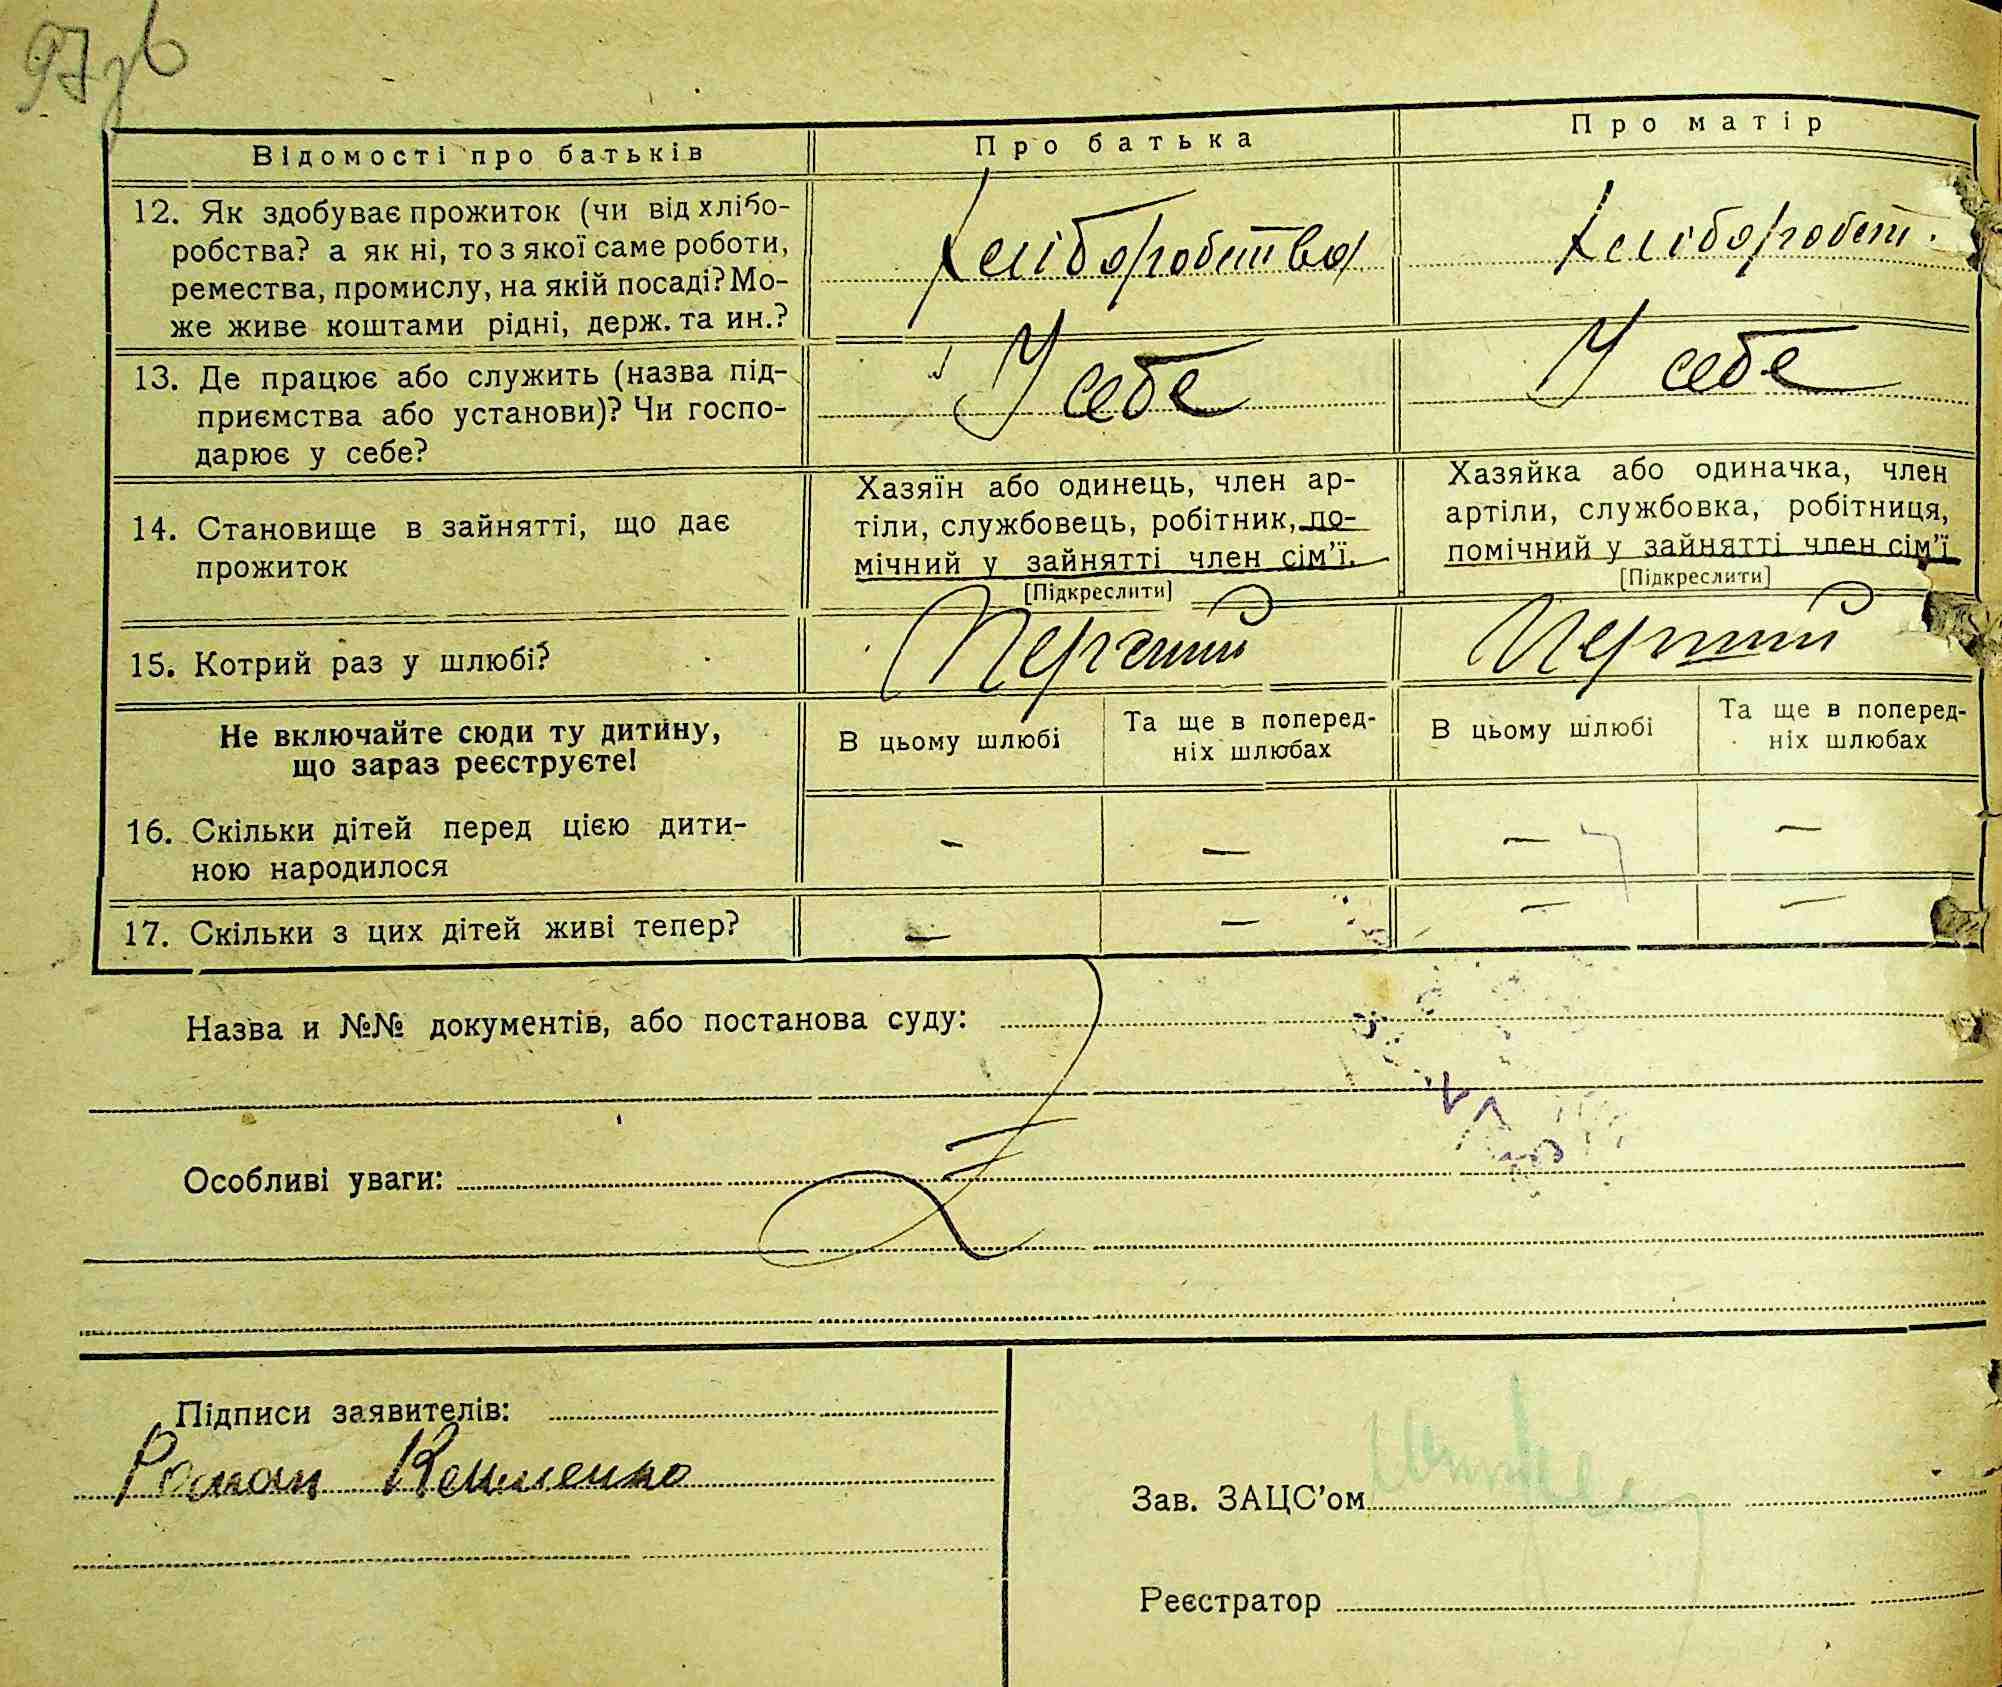 97зв
Відомості про батьків
Про батька
Про матір
12. Як здобуває прожиток (чи від хлібо-
робства? а як ні, то з якої саме роботи,
ремества, промислу, на якій посаді? Мо-
же живе коштами рідні, держ. та ин.?
Хліборобство
Хліборобст.
13. Де працює або служить (назва під-
приємства або установи)? Чи госпо-
дарює у себе?
У себе
У себе
14. Становище в зайнятті, що дає
прожиток
Хазяїн або одинець, член ар-
тіли, службовець, робітник, по-
мічний у зайнятті член сім'ї.
[Підкреслити]
Хазяйка або одиначка, член
артіли, службовка, робітниця,
помічний у зайнятті член сім'ї
[Підкреслити]
15. Котрий раз у шлюбі?
Перший
Перший
Не включайте сюди ту дитину,
що зараз реєструєте!
В цьому шлюбі
Та ще в поперед-
ніх шлюбах
В цьому шлюбі
Та ще в поперед-
ніх шлюбах
16. Скільки дітей перед цією дити-
ною народилося
— — — —
17. Скільки з цих дітей живі тепер?
— — — —
Назва и №№ документів, або постанова суду:
Особливі уваги:
Підписи заявителів:
Роман
Зав. ЗАЦС'ом
Реєстратор